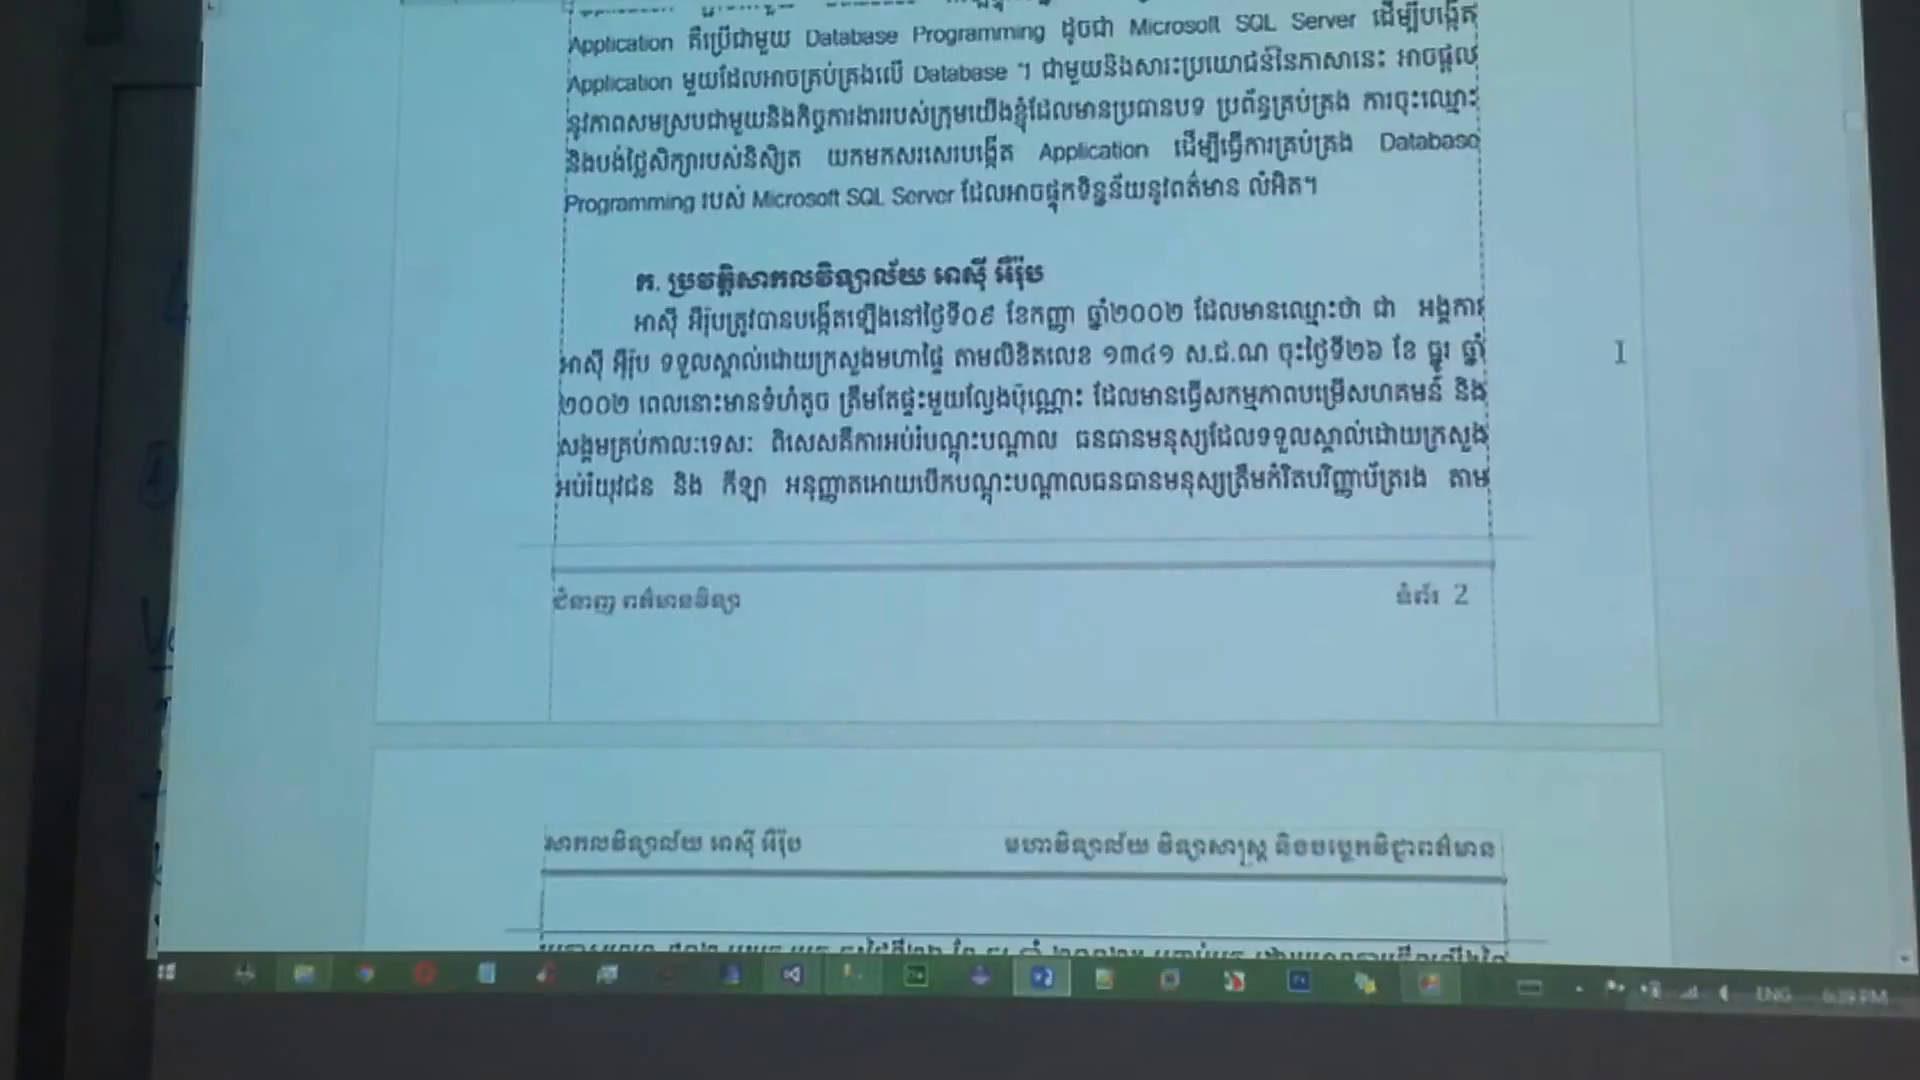 Application គឺប្រើជាមួយ Database Programming ដូចជា Microsoft SQL Server ដើម្បីបង្កើត
Application មួយដែលអាចគ្រប់គ្រងលើ Database ។ ជាមួយនិងសារៈប្រយោជន៍នៃភាសានេះ អាចផ្តល់
នូវភាពសមស្របជាមួយនិងកិច្ចការងាររបស់ក្រុមយើងខ្ញុំដែលមានប្រធានបទ ប្រព័ន្ធគ្រប់គ្រង ការចុះឈ្មោះ
និងបង់ថ្លៃសិក្សារបស់និស្សិត យកមកសរសេរបង្កើត Application ដើម្បីធ្វើការគ្រប់គ្រង Database
Programming របស់ Microsoft SQL Server ដែលអាចផ្ទុកទិន្នន័យនូវពត៌មាន លំអិត។
ក. ប្រវត្តិសាកលវិទ្យាល័យ អាស៊ី អឺរ៉ុប
អាស៊ី អឺរ៉ុបត្រូវបានបង្កើតឡើងនៅថ្ងៃទី០៩ ខែកញ្ញា ឆ្នាំ២០០២ ដែលមានឈ្មោះថា ជា អង្គការ
អាស៊ី អ៊ឺរ៉ុប ទទួលស្គាល់ដោយក្រសួងមហាផ្ទៃ តាមលិខិតលេខ ១៣៤១ ស.ជ.ណ ចុះថ្ងៃទី២៦ ខែ ធ្នូរ ឆ្នាំ
២០០២ ពេលនោះមានទំហំតូច ត្រឹមតែផ្ទះមួយល្វែងប៉ុណ្ណោះ ដែលមានធ្វើសកម្មភាពបម្រើសហគមន៍ និង
សង្គមគ្រប់កាលៈទេសៈ ពិសេសគឺការអប់រំបណ្តុះបណ្តាល ធនធានមនុស្សដែលទទួលស្គាល់ដោយក្រសួង
អប់រំយុវជន និង កីឡា អនុញ្ញាតអោយបើកបណ្តុះបណ្តាលធនធានមនុស្សត្រឹមកំរិតបរិញ្ញាប័ត្ររង តាម
ជំនាញ ពត៌មានវិទ្យា ទំព័រ 2
សាកលវិទ្យាល័យ អាស៊ី អឺរ៉ុប មហាវិទ្យាល័យ វិទ្យាសាស្ត្រ និងបច្ចេកវិជ្ជាពត៌មាន
ENG 6:39 PM